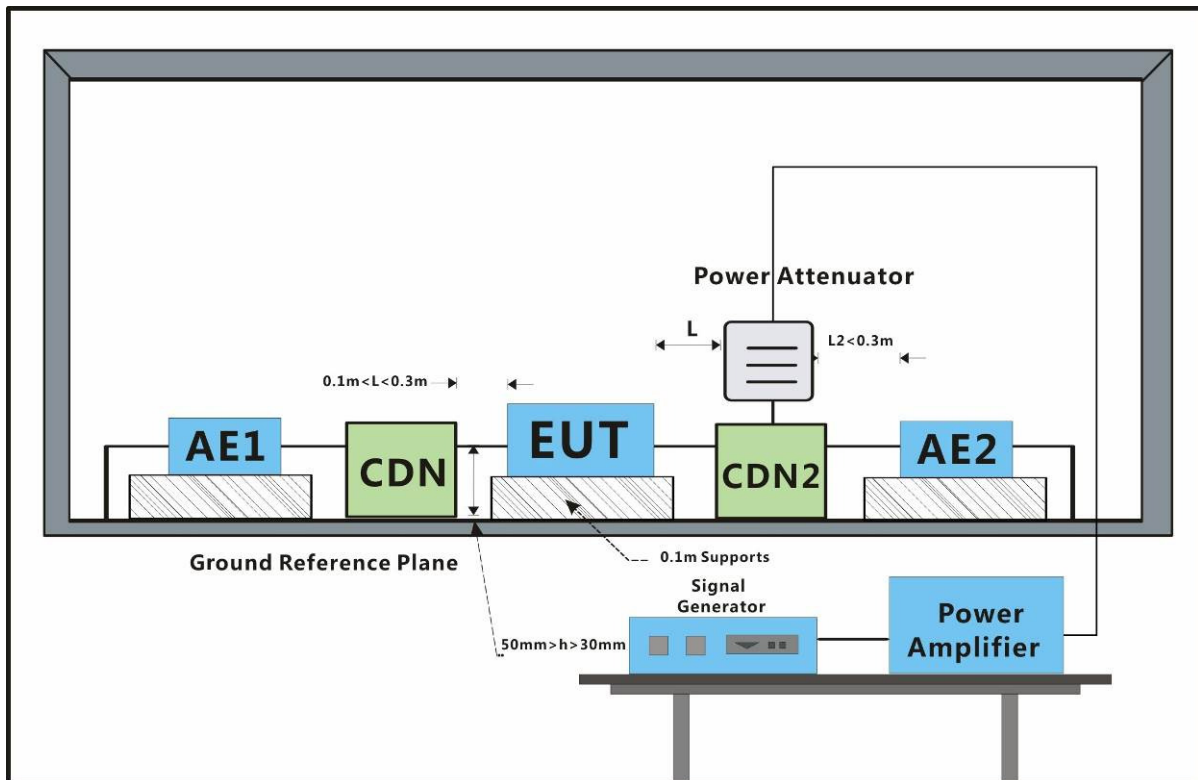 Power Attenuator
L
L2<0.3m
0.1m<L<0.3m
AE1
CDN
EUT
CDN2
AE2
Ground Reference Plane
0.1m Supports
Signal
Generator
50mm>h>30mm
Power
Amplifier